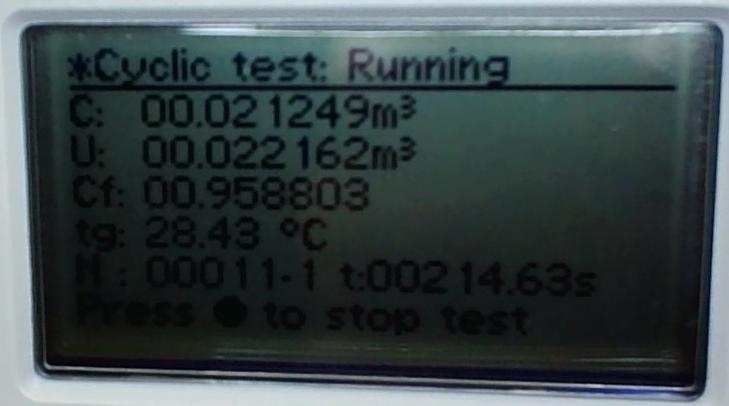 *Cyclic test: Running
C: 00.021249m³
U: 00.022162m³
Cf: 00.958803
tg: 28.43 °C
N : 00011-1 t:00214.63s
Press ● to stop test